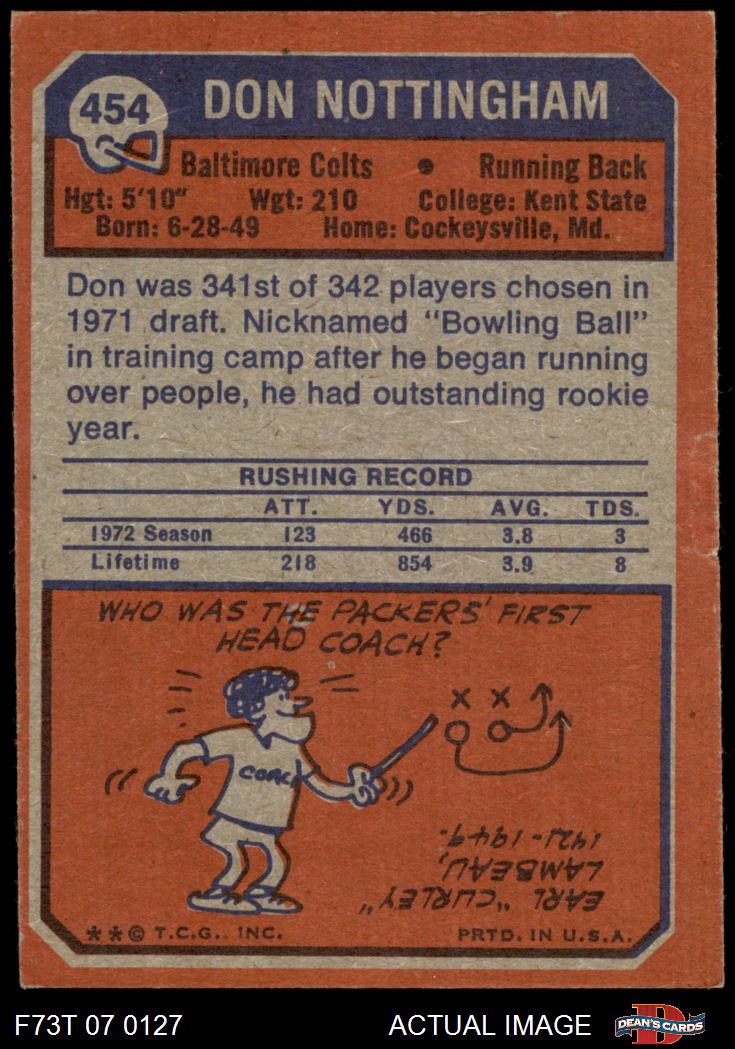 454
DON NOTTINGHAM
Baltimore Colts • Running Back
Hgt: 5'10" Wgt: 210 College: Kent State
Born: 6-28-49 Home: Cockeysville, Md.
Don was 341st of 342 players chosen in
1971 draft. Nicknamed "Bowling Ball"
in training camp after he began running
over people, he had outstanding rookie
year.
RUSHING RECORD
ATT. YDS. AVG. TDS.
1972 Season 123 466 3.8 3
Lifetime 218 854 3.9 8
WHO WAS THE PACKERS' FIRST
HEAD COACH?
X X
COACH
EARL "CURLEY"
LAMBEAU,
1921-1949.
**© T.C.G., INC. PRTD. IN U.S.A.
F73T 07 0127 ACTUAL IMAGE
D
DEAN'S CARDS